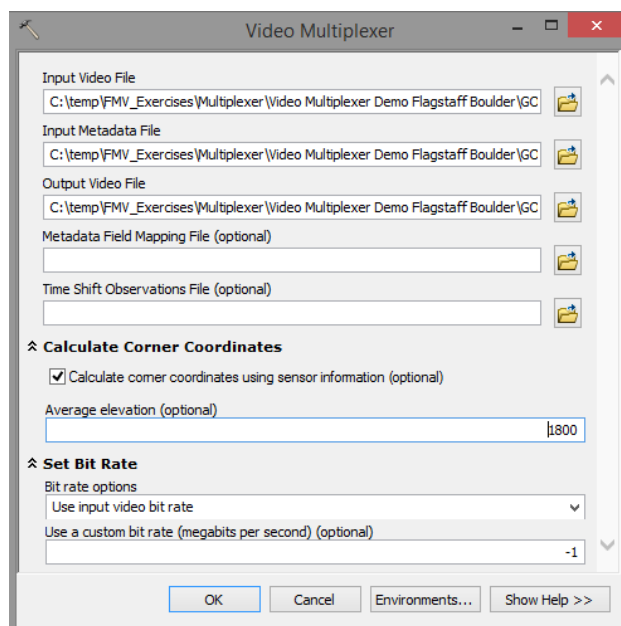 Video Multiplexer
Input Video File
C:\temp\FMV_Exercises\Multiplexer\Video Multiplexer Demo Flagstaff Boulder\GC
Input Metadata File
C:\temp\FMV_Exercises\Multiplexer\Video Multiplexer Demo Flagstaff Boulder\GC
Output Video File
C:\temp\FMV_Exercises\Multiplexer\Video Multiplexer Demo Flagstaff Boulder\GC
Metadata Field Mapping File (optional)
Time Shift Observations File (optional)
Calculate Corner Coordinates
Calculate corner coordinates using sensor information (optional)
Average elevation (optional)
1800
Set Bit Rate
Bit rate options
Use input video bit rate
Use a custom bit rate (megabits per second) (optional)
-1
OK Cancel Environments... Show Help >>